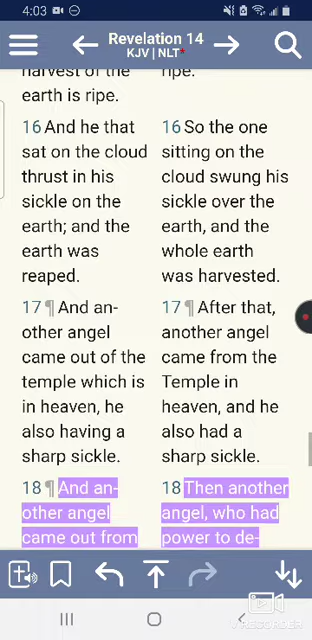 4:03
Revelation 14
KJV | NLT*
harvest of the
earth is ripe.
16 And he that
sat on the cloud
thrust in his
sickle on the
earth; and the
earth was
reaped.
17 ¶ And an-
other angel
came out of the
temple which is
in heaven, he
also having a
sharp sickle.
18 ¶ And an-
other angel
came out from
ripe.
16 So the one
sitting on the
cloud swung his
sickle over the
earth, and the
whole earth
was harvested.
17 ¶ After that,
another angel
came from the
Temple in
heaven, and he
also had a
sharp sickle.
18 Then another
angel, who had
power to de-
VIRECORDER